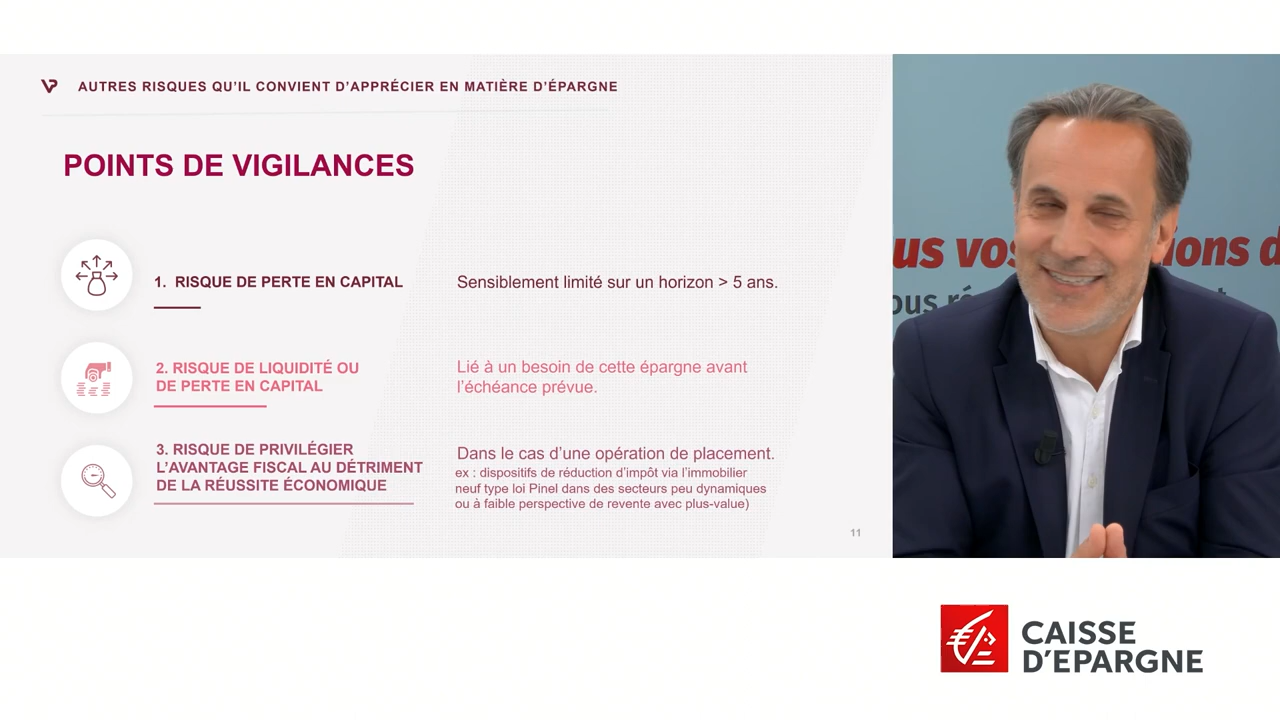 AUTRES RISQUES QU'IL CONVIENT D'APPRÉCIER EN MATIÈRE D'ÉPARGNE
POINTS DE VIGILANCES
1. RISQUE DE PERTE EN CAPITAL
Sensiblement limité sur un horizon > 5 ans.
2. RISQUE DE LIQUIDITÉ OU
DE PERTE EN CAPITAL
Lié à un besoin de cette épargne avant
l'échéance prévue.
3. RISQUE DE PRIVILÉGIER
L'AVANTAGE FISCAL AU DÉTRIMENT
DE LA RÉUSSITE ÉCONOMIQUE
Dans le cas d'une opération de placement.
ex : dispositifs de réduction d'impôt via l'immobilier
neuf type loi Pinel dans des secteurs peu dynamiques
ou à faible perspective de revente avec plus-value)
11
us vos ions d
CAISSE
D'EPARGNE